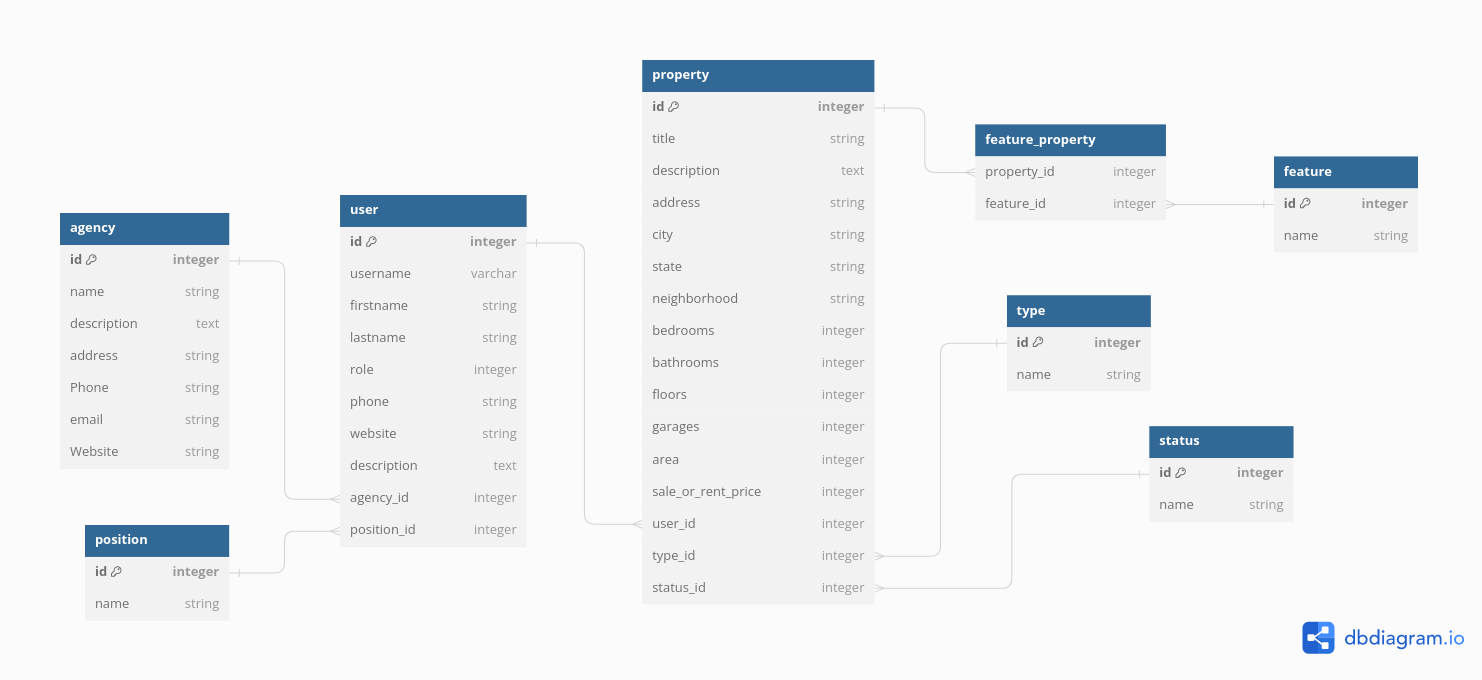 agency
id integer
name string
description text
address string
Phone string
email string
Website string
position
id integer
name string
user
id integer
username varchar
firstname string
lastname string
role integer
phone string
website string
description text
agency_id integer
position_id integer
property
id integer
title string
description text
address string
city string
state string
neighborhood string
bedrooms integer
bathrooms integer
floors integer
garages integer
area integer
sale_or_rent_price integer
user_id integer
type_id integer
status_id integer
feature_property
property_id integer
feature_id integer
feature
id integer
name string
type
id integer
name string
status
id integer
name string
dbdiagram.io